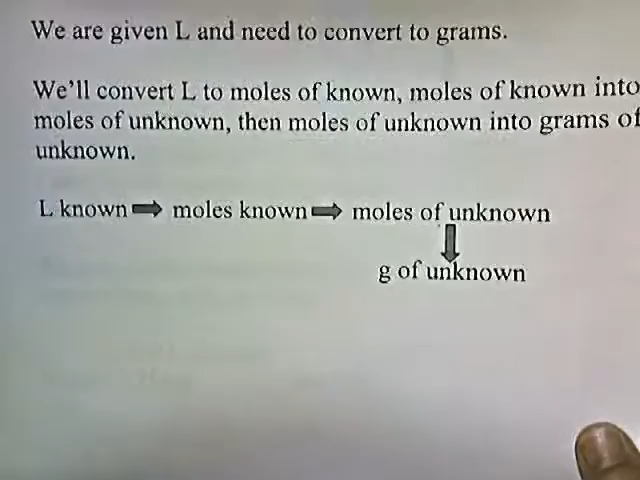 We are given L and need to convert to grams.
We'll convert L to moles of known, moles of known into
moles of unknown, then moles of unknown into grams of
unknown.
L known ➡ moles known ➡ moles of unknown
⬇
g of unknown